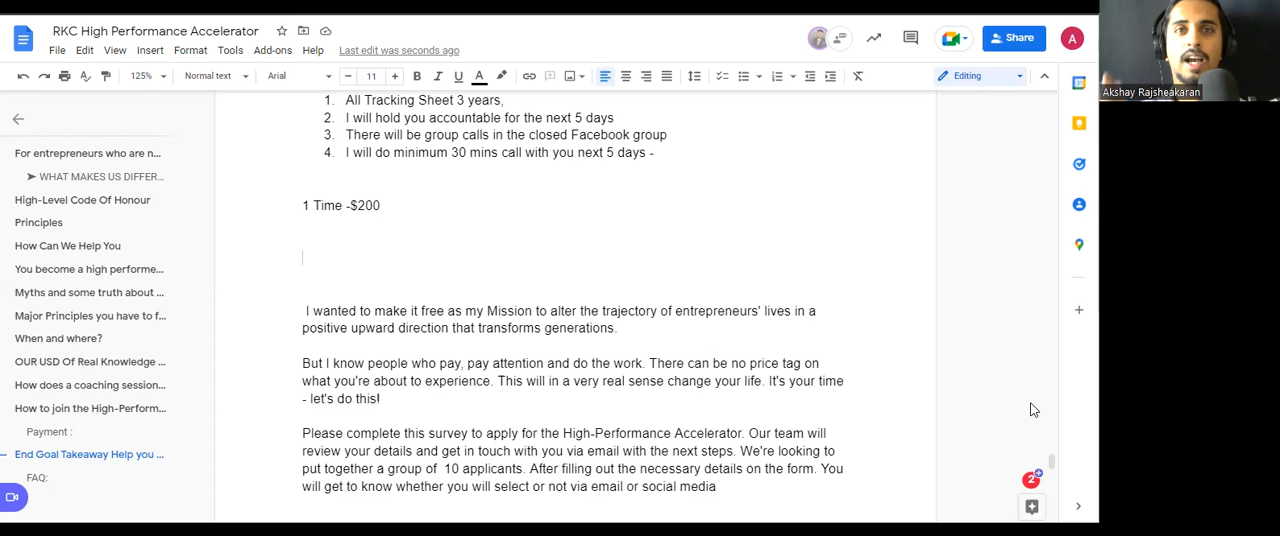 RKC High Performance Accelerator
File Edit View Insert Format Tools Add-ons Help Last edit was seconds ago
Share
A
Akshay Rajsheakaran
125% Normal text Arial 11 B I U A Editing
For entrepreneurs who are n...
➤ WHAT MAKES US DIFFER...
High-Level Code Of Honour
Principles
How Can We Help You
You become a high performe...
Myths and some truth about ...
Major Principles you have to f...
When and where?
OUR USD Of Real Knowledge ...
How does a coaching session...
How to join the High-Perform...
Payment :
End Goal Takeaway Help you ...
FAQ:
1. All Tracking Sheet 3 years,
2. I will hold you accountable for the next 5 days
3. There will be group calls in the closed Facebook group
4. I will do minimum 30 mins call with you next 5 days -
1 Time -$200
I wanted to make it free as my Mission to alter the trajectory of entrepreneurs' lives in a
positive upward direction that transforms generations.
But I know people who pay, pay attention and do the work. There can be no price tag on
what you're about to experience. This will in a very real sense change your life. It's your time
- let's do this!
Please complete this survey to apply for the High-Performance Accelerator. Our team will
review your details and get in touch with you via email with the next steps. We're looking to
put together a group of 10 applicants. After filling out the necessary details on the form. You
will get to know whether you will select or not via email or social media
2